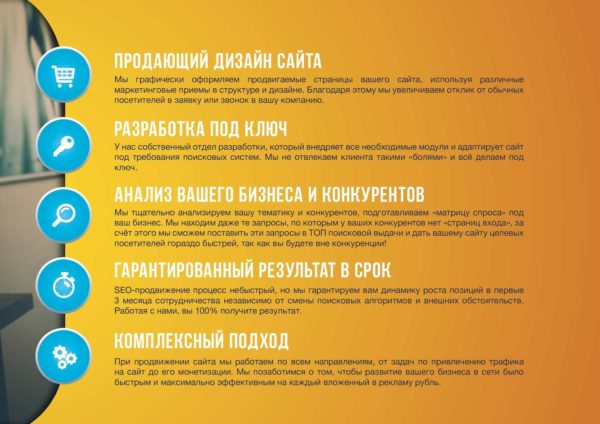 ПРОДАЮЩИЙ ДИЗАЙН САЙТА
Мы графически оформляем продвигаемые страницы вашего сайта, используя различные
маркетинговые приемы в структуре и дизайне. Благодаря этому мы увеличиваем отклик от обычных
посетителей в заявку или звонок в вашу компанию.
РАЗРАБОТКА ПОД КЛЮЧ
У нас собственный отдел разработки, который внедряет все необходимые модули и адаптирует сайт
под требования поисковых систем. Мы не отвлекаем клиента такими «болями» и всё делаем под
ключ.
АНАЛИЗ ВАШЕГО БИЗНЕСА И КОНКУРЕНТОВ
Мы тщательно анализируем вашу тематику и конкурентов, подготавливаем «матрицу спроса» под
ваш бизнес. Мы находим даже те запросы, по которым у ваших конкурентов нет «страниц входа», за
счёт этого мы сможем поставить эти запросы в ТОП поисковой выдачи и дать вашему сайту целевых
посетителей гораздо быстрей, так как вы будете вне конкуренции!
ГАРАНТИРОВАННЫЙ РЕЗУЛЬТАТ В СРОК
SEO-продвижение процесс небыстрый, но мы гарантируем вам динамику роста позиций в первые
3 месяца сотрудничества независимо от смены поисковых алгоритмов и внешних обстоятельств.
Работая с нами, вы 100% получите результат.
КОМПЛЕКСНЫЙ ПОДХОД
При продвижении сайта мы работаем по всем направлениям, от задач по привлечению трафика
на сайт до его монетизации. Мы позаботимся о том, чтобы развитие вашего бизнеса в сети было
быстрым и максимально эффективным на каждый вложенный в рекламу рубль.